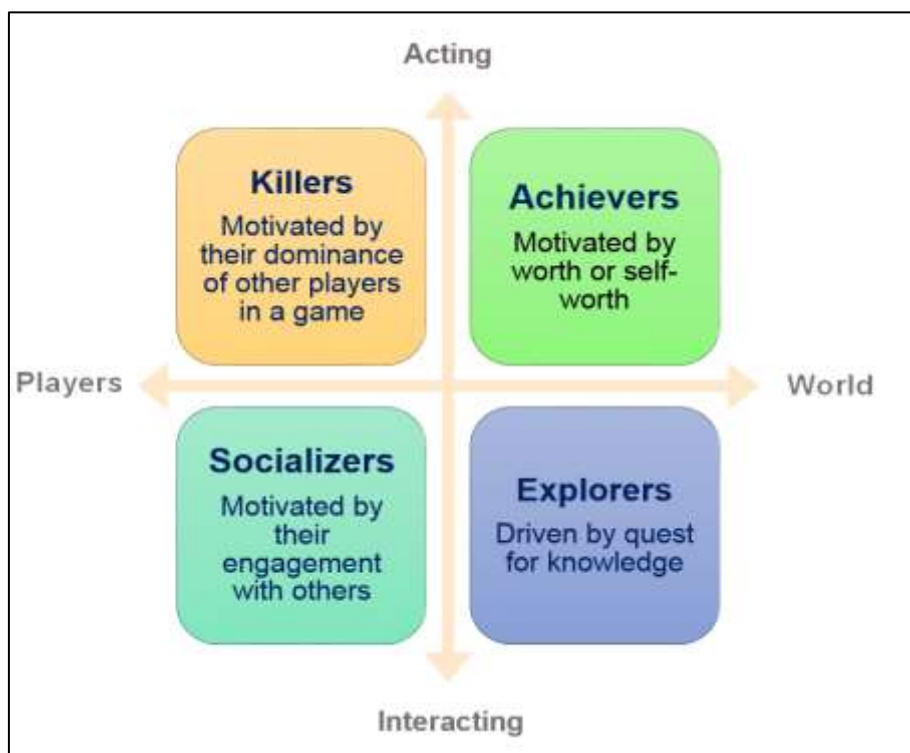 Acting
Killers
Motivated by
their dominance
of other players
in a game
Achievers
Motivated by
worth or self-
worth
Players
World
Socializers
Motivated by
their
engagement
with others
Explorers
Driven by quest
for knowledge
Interacting